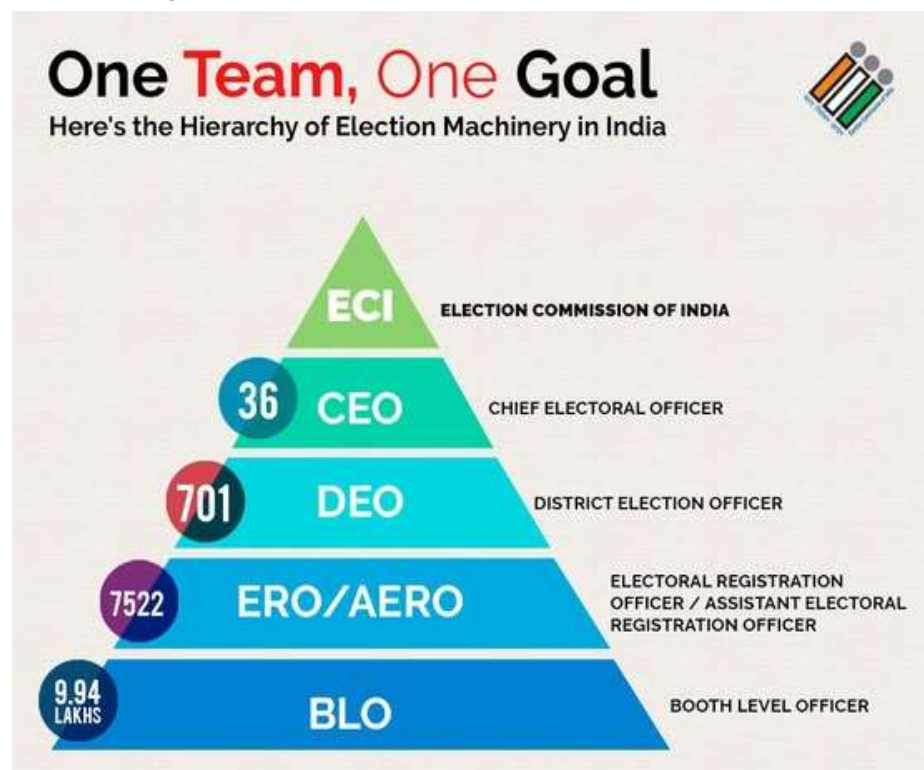 One Team, One Goal
Here's the Hierarchy of Election Machinery in India
ECI
ELECTION COMMISSION OF INDIA
36
CEO
CHIEF ELECTORAL OFFICER
701
DEO
DISTRICT ELECTION OFFICER
7522
ERO/AERO
ELECTORAL REGISTRATION
OFFICER / ASSISTANT ELECTORAL
REGISTRATION OFFICER
9.94
LAKHS
BLO
BOOTH LEVEL OFFICER